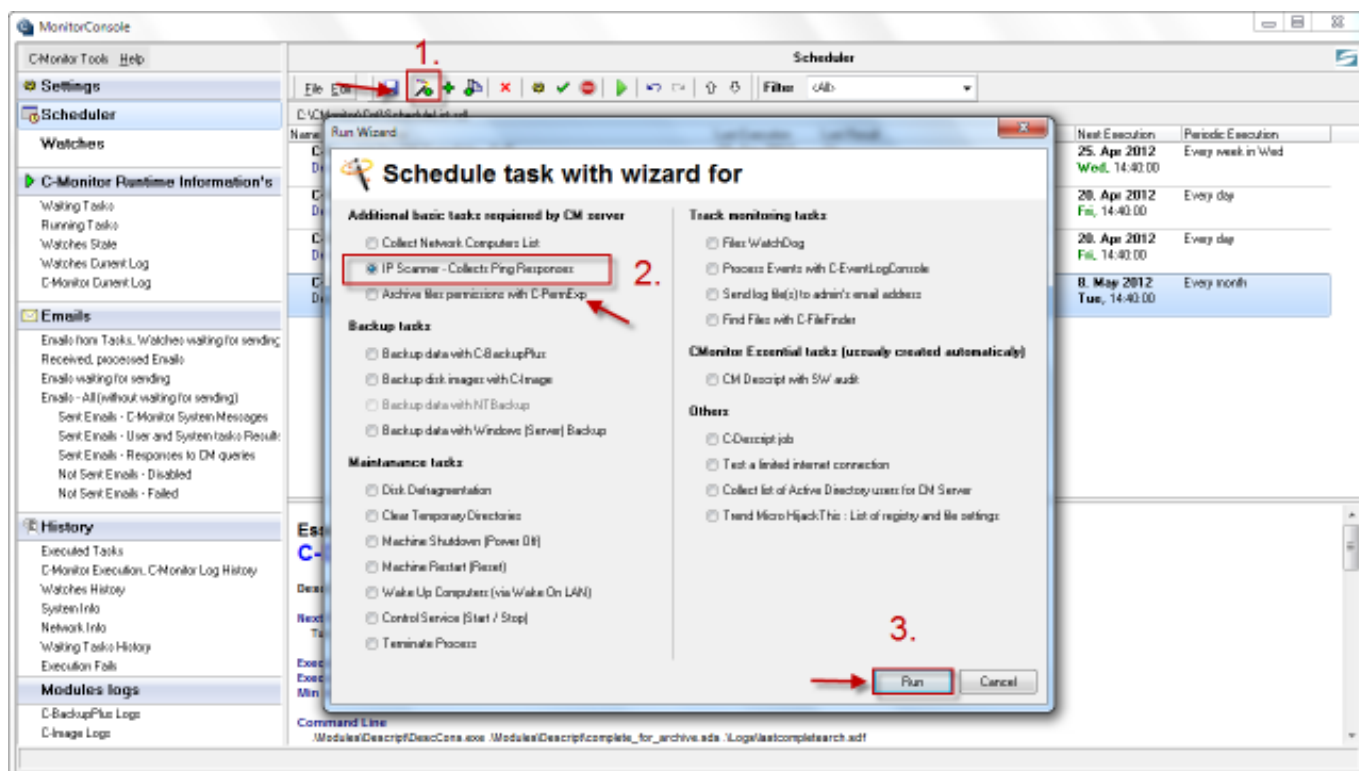 MonitorConsole
C-Monitor Tools Help
Scheduler
1.
Settings
File Edit
Filter <All>
Scheduler
Watches
C-Monitor Runtime Information's
Waiting Tasks
Running Tasks
Watches State
Watches Current Log
C-Monitor Current Log
Emails
Emails from Tasks, Watches waiting for sending
Received, processed Emails
Emails waiting for sending
Emails - All (without waiting for sending)
Sent Emails - C-Monitor System Messages
Sent Emails - User and System tasks Results
Sent Emails - Responses to CM queries
Not Sent Emails - Disabled
Not Sent Emails - Failed
History
Executed Tasks
C-Monitor Execution, C-Monitor Log History
Watches History
System Info
Network Info
Waiting Tasks History
Execution Fails
Modules logs
C-BackupPlus Logs
C-Image Logs
Name
Next Execution Periodic Execution
25. Apr 2012 Every week in Wed
Wed, 14:40:00
20. Apr 2012 Every day
Fri, 14:40:00
20. Apr 2012 Every day
Fri, 14:40:00
8. May 2012 Every month
Tue, 14:40:00
Run Wizard
Schedule task with wizard for
Additional basic tasks requiered by CM server
Collect Network Computers List
IP Scanner - Collects Ping Responses
2.
Archive files permissions with C-PermExp
Backup tasks
Backup data with C-BackupPlus
Backup disk images with C-Image
Backup data with NTBackup
Backup data with Windows (Server) Backup
Maintanance tasks
Disk Defragmentation
Clear Temporary Directories
Machine Shutdown (Power Off)
Machine Restart (Reset)
Wake Up Computers (via Wake On LAN)
Control Service (Start / Stop)
Terminate Process
Track monitoring tasks
Files WatchDog
Process Events with C-EventLogConsole
Send log file(s) to admin's email address
Find Files with C-FileFinder
CMonitor Essential tasks (ussualy created automaticaly)
CM Descript with SW audit
Others
C-Descript job
Test a limited internet connection
Collect list of Active Directory users for CM Server
Trend Micro HijackThis : List of registry and file settings
3.
Run Cancel
Ess
C-
Next
Min
Command Line